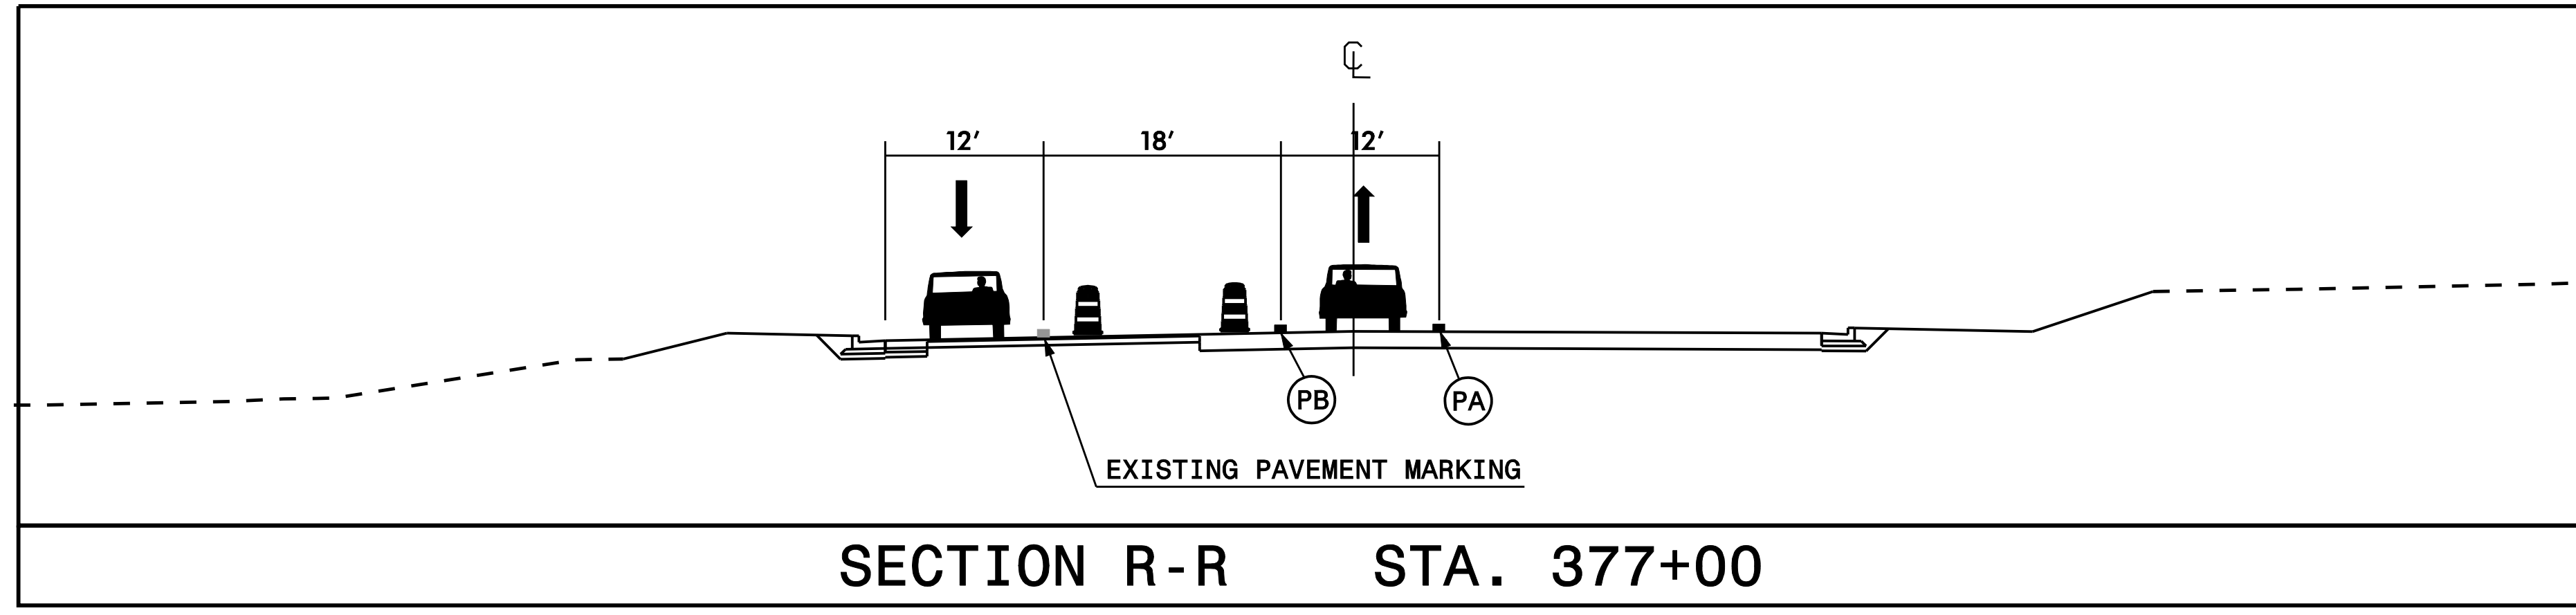 ℄
12' 18' 12'
PB PA
EXISTING PAVEMENT MARKING
SECTION R-R STA. 377+00